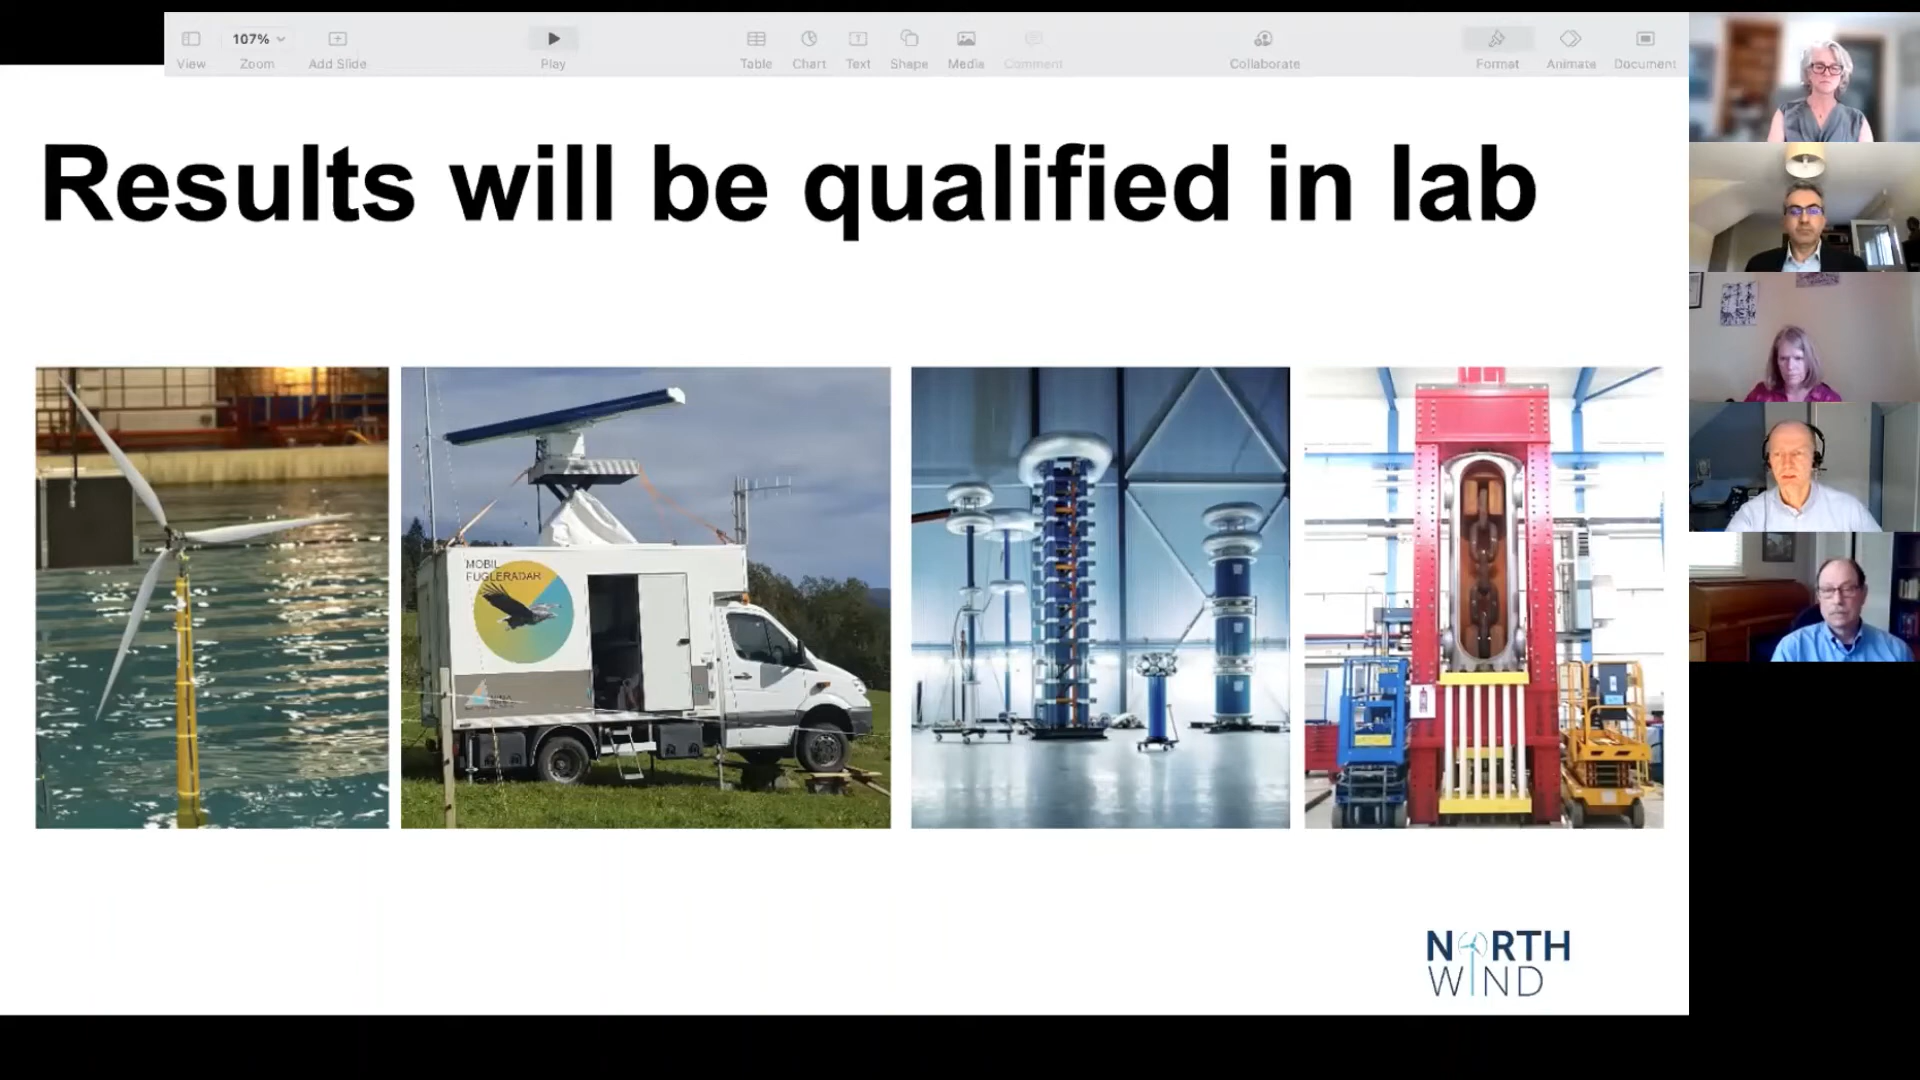 107%
View
Zoom
Add Slide
Play
Table
Chart
Text
Shape
Media
Comment
Collaborate
Format
Animate
Document
Results will be qualified in lab
MOBIL
FUGLERADAR
NORTH
WIND